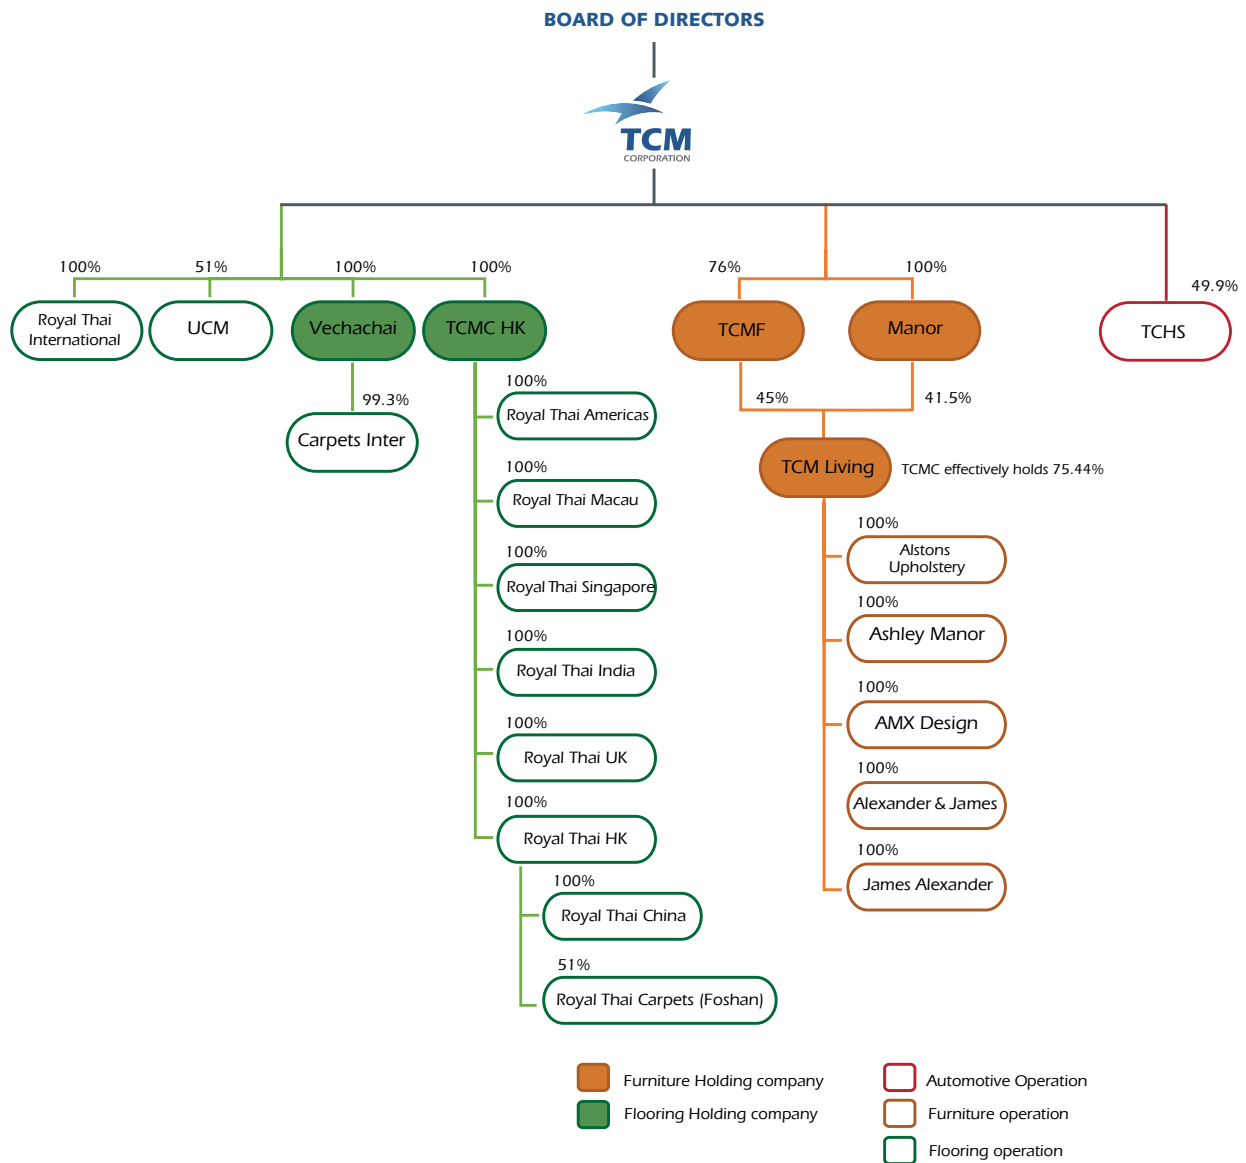 BOARD OF DIRECTORS
TCM
CORPORATION
100%
51%
100%
100%
76%
100%
49.9%
Royal Thai
International
UCM
Vechachai
TCMC HK
TCMF
Manor
TCHS
99.3%
Carpets Inter
100%
Royal Thai Americas
100%
Royal Thai Macau
100%
Royal Thai Singapore
100%
Royal Thai India
100%
Royal Thai UK
100%
Royal Thai HK
100%
Royal Thai China
51%
Royal Thai Carpets (Foshan)
45%
41.5%
TCM Living
TCMC effectively holds 75.44%
100%
Alstons
Upholstery
100%
Ashley Manor
100%
AMX Design
100%
Alexander & James
100%
James Alexander
Furniture Holding company
Flooring Holding company
Automotive Operation
Furniture operation
Flooring operation